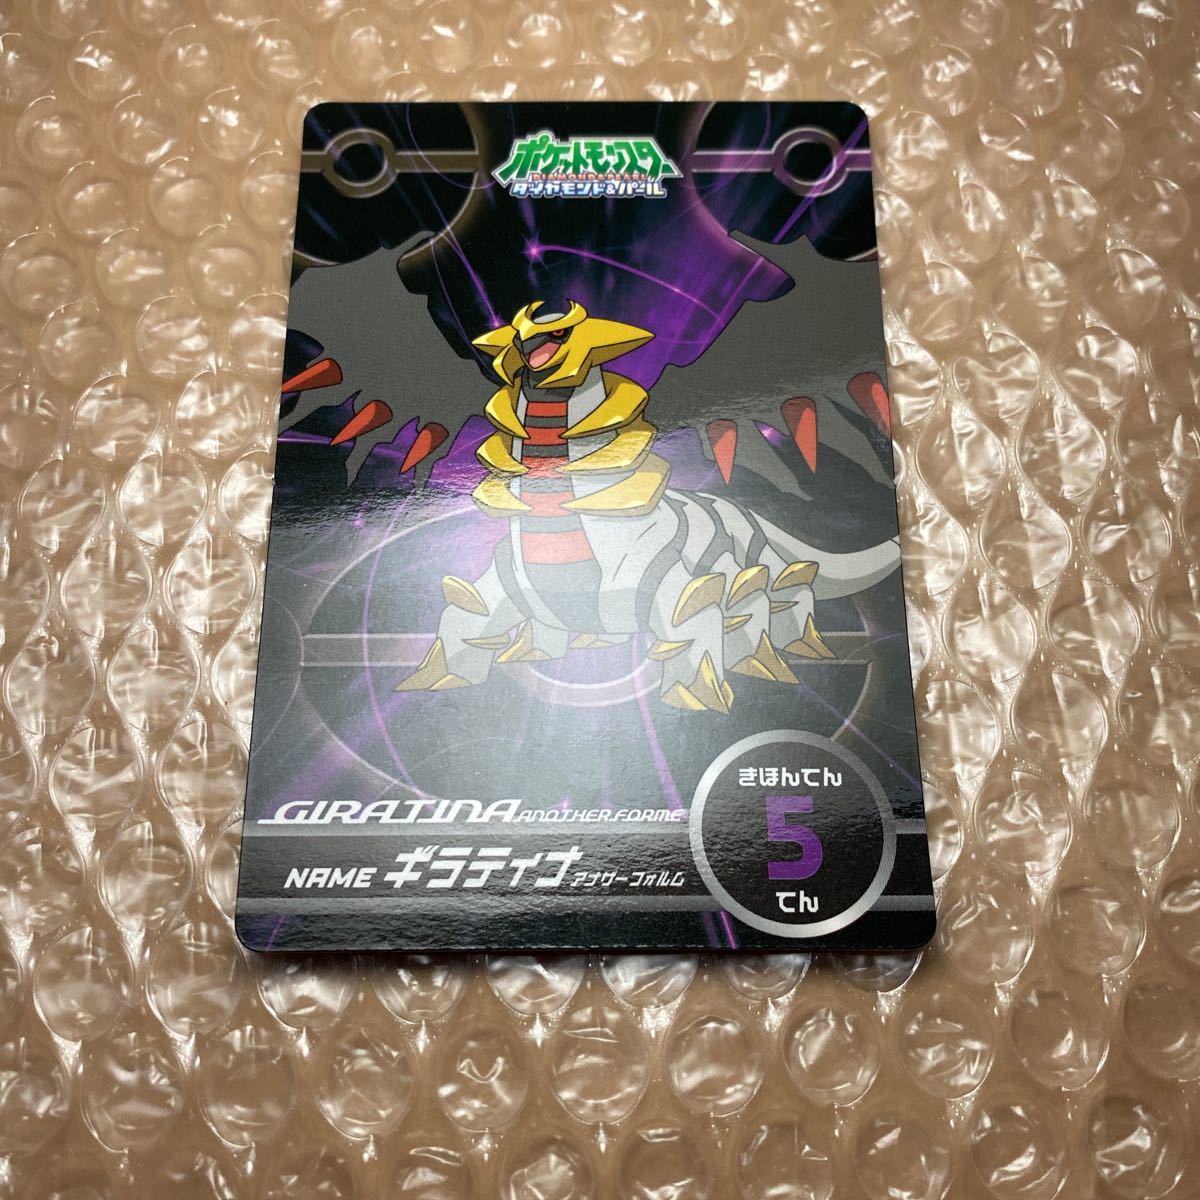 ポケットモンスター
DIAMOND&PEARL
ダイヤモンド&パール
きほんてん
5
てん
GIRATINA ANOTHER FORME
NAME ギラティナ アナザーフォルム